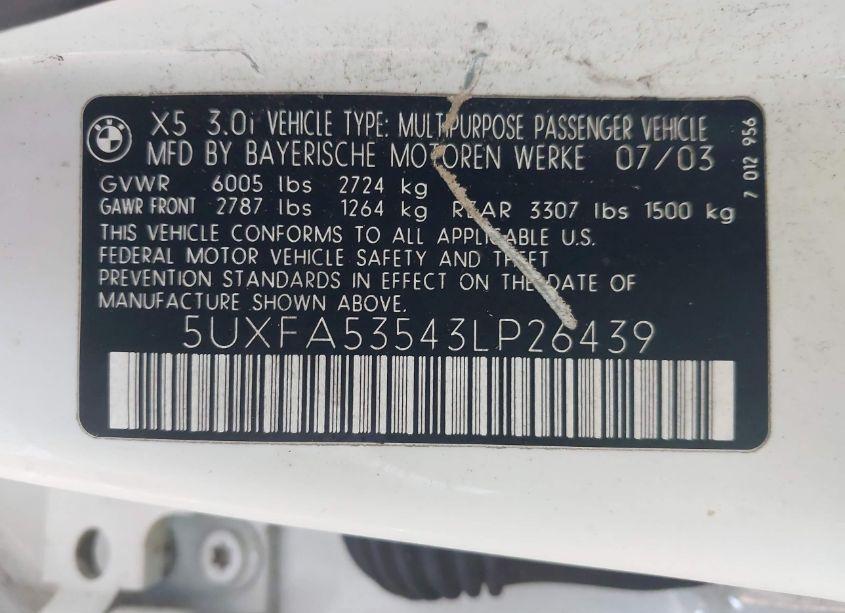 X5 3.0i VEHICLE TYPE: MULTIPURPOSE PASSENGER VEHICLE
MFD BY BAYERISCHE MOTOREN WERKE 07/03
GVWR 6005 lbs 2724 kg
GAWR FRONT 2787 lbs 1264 kg REAR 3307 lbs 1500 kg
THIS VEHICLE CONFORMS TO ALL APPLICABLE U.S.
FEDERAL MOTOR VEHICLE SAFETY AND THEFT
PREVENTION STANDARDS IN EFFECT ON THE DATE OF
MANUFACTURE SHOWN ABOVE.
5UXFA53543LP26439
7 012 956